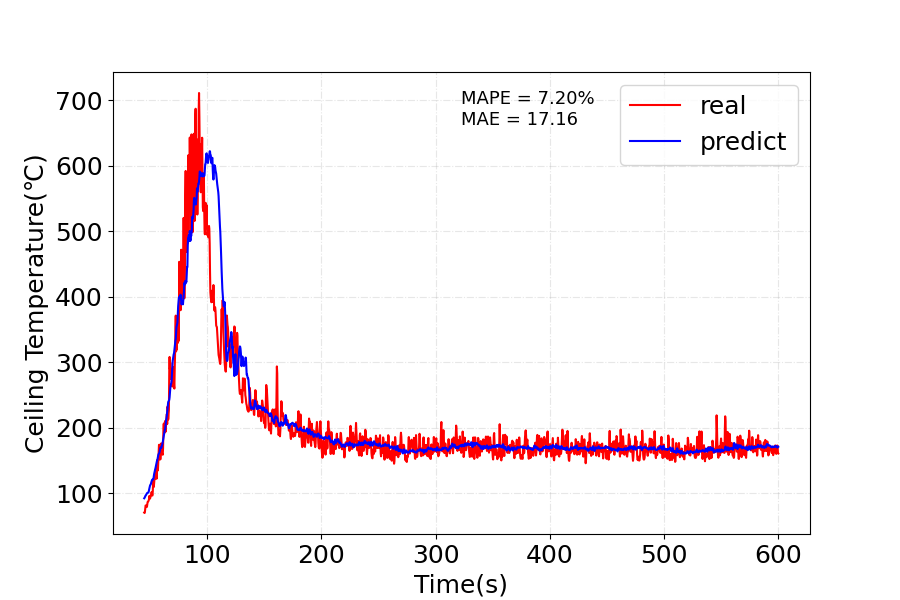 MAPE = 7.20%
MAE = 17.16
real
predict
700
600
500
400
300
200
100
Ceiling Temperature(℃)
100 200 300 400 500 600
Time(s)